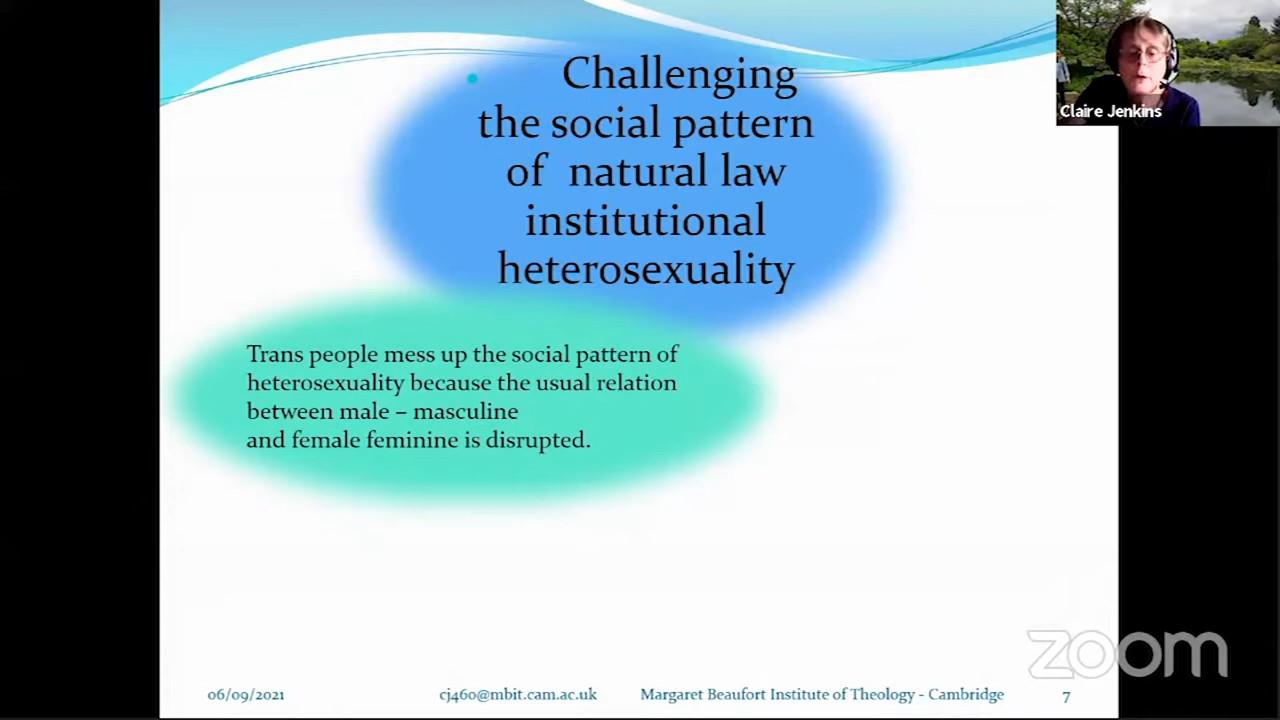 Challenging
the social pattern
of natural law
institutional
heterosexuality
Claire Jenkins
Trans people mess up the social pattern of
heterosexuality because the usual relation
between male – masculine
and female feminine is disrupted.
zoom
06/09/2021
cj460@mbit.cam.ac.uk
Margaret Beaufort Institute of Theology - Cambridge
7